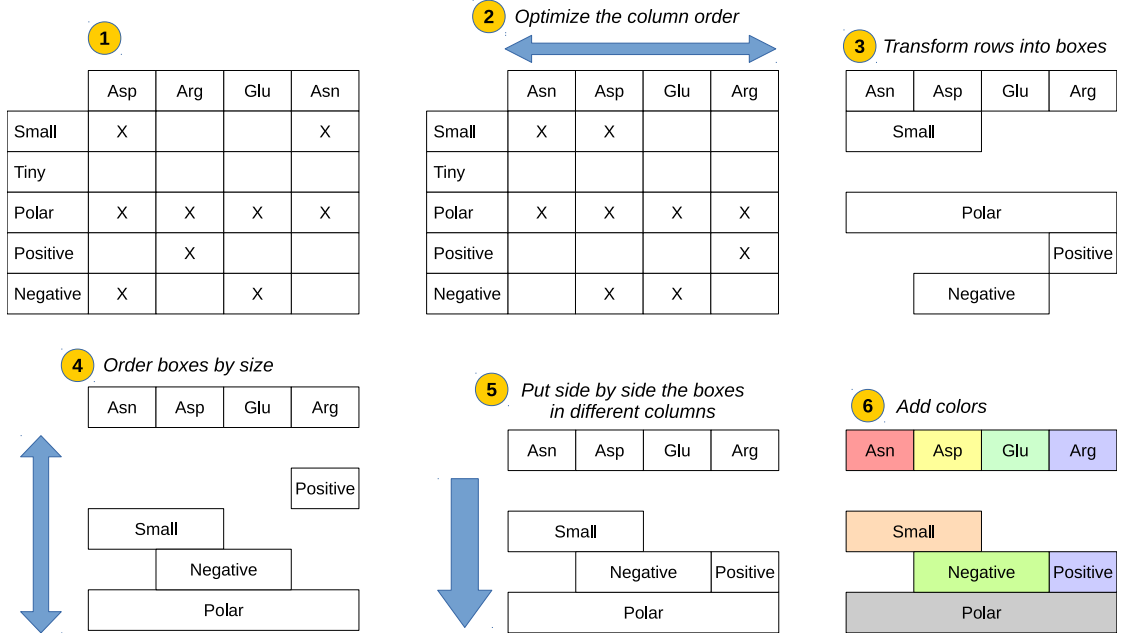 1
Asp Arg Glu Asn
Small X X
Tiny
Polar X X X X
Positive X
Negative X X
2 Optimize the column order
Asn Asp Glu Arg
Small X X
Tiny
Polar X X X X
Positive X
Negative X X
3 Transform rows into boxes
Asn Asp Glu Arg
Small
Polar
Positive
Negative
4 Order boxes by size
Asn Asp Glu Arg
Positive
Small
Negative
Polar
5 Put side by side the boxes
in different columns
Asn Asp Glu Arg
Small
Negative Positive
Polar
6 Add colors
Asn Asp Glu Arg
Small
Negative Positive
Polar